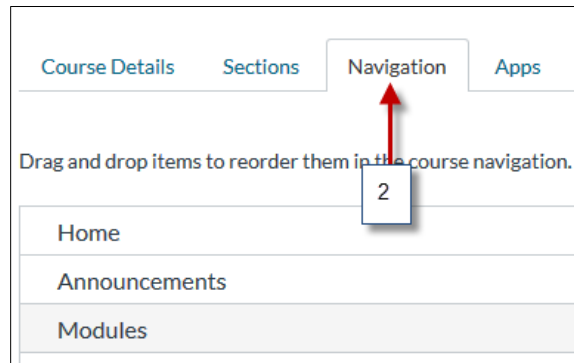 Course Details Sections Navigation Apps
Drag and drop items to reorder them in the course navigation.
2
Home
Announcements
Modules